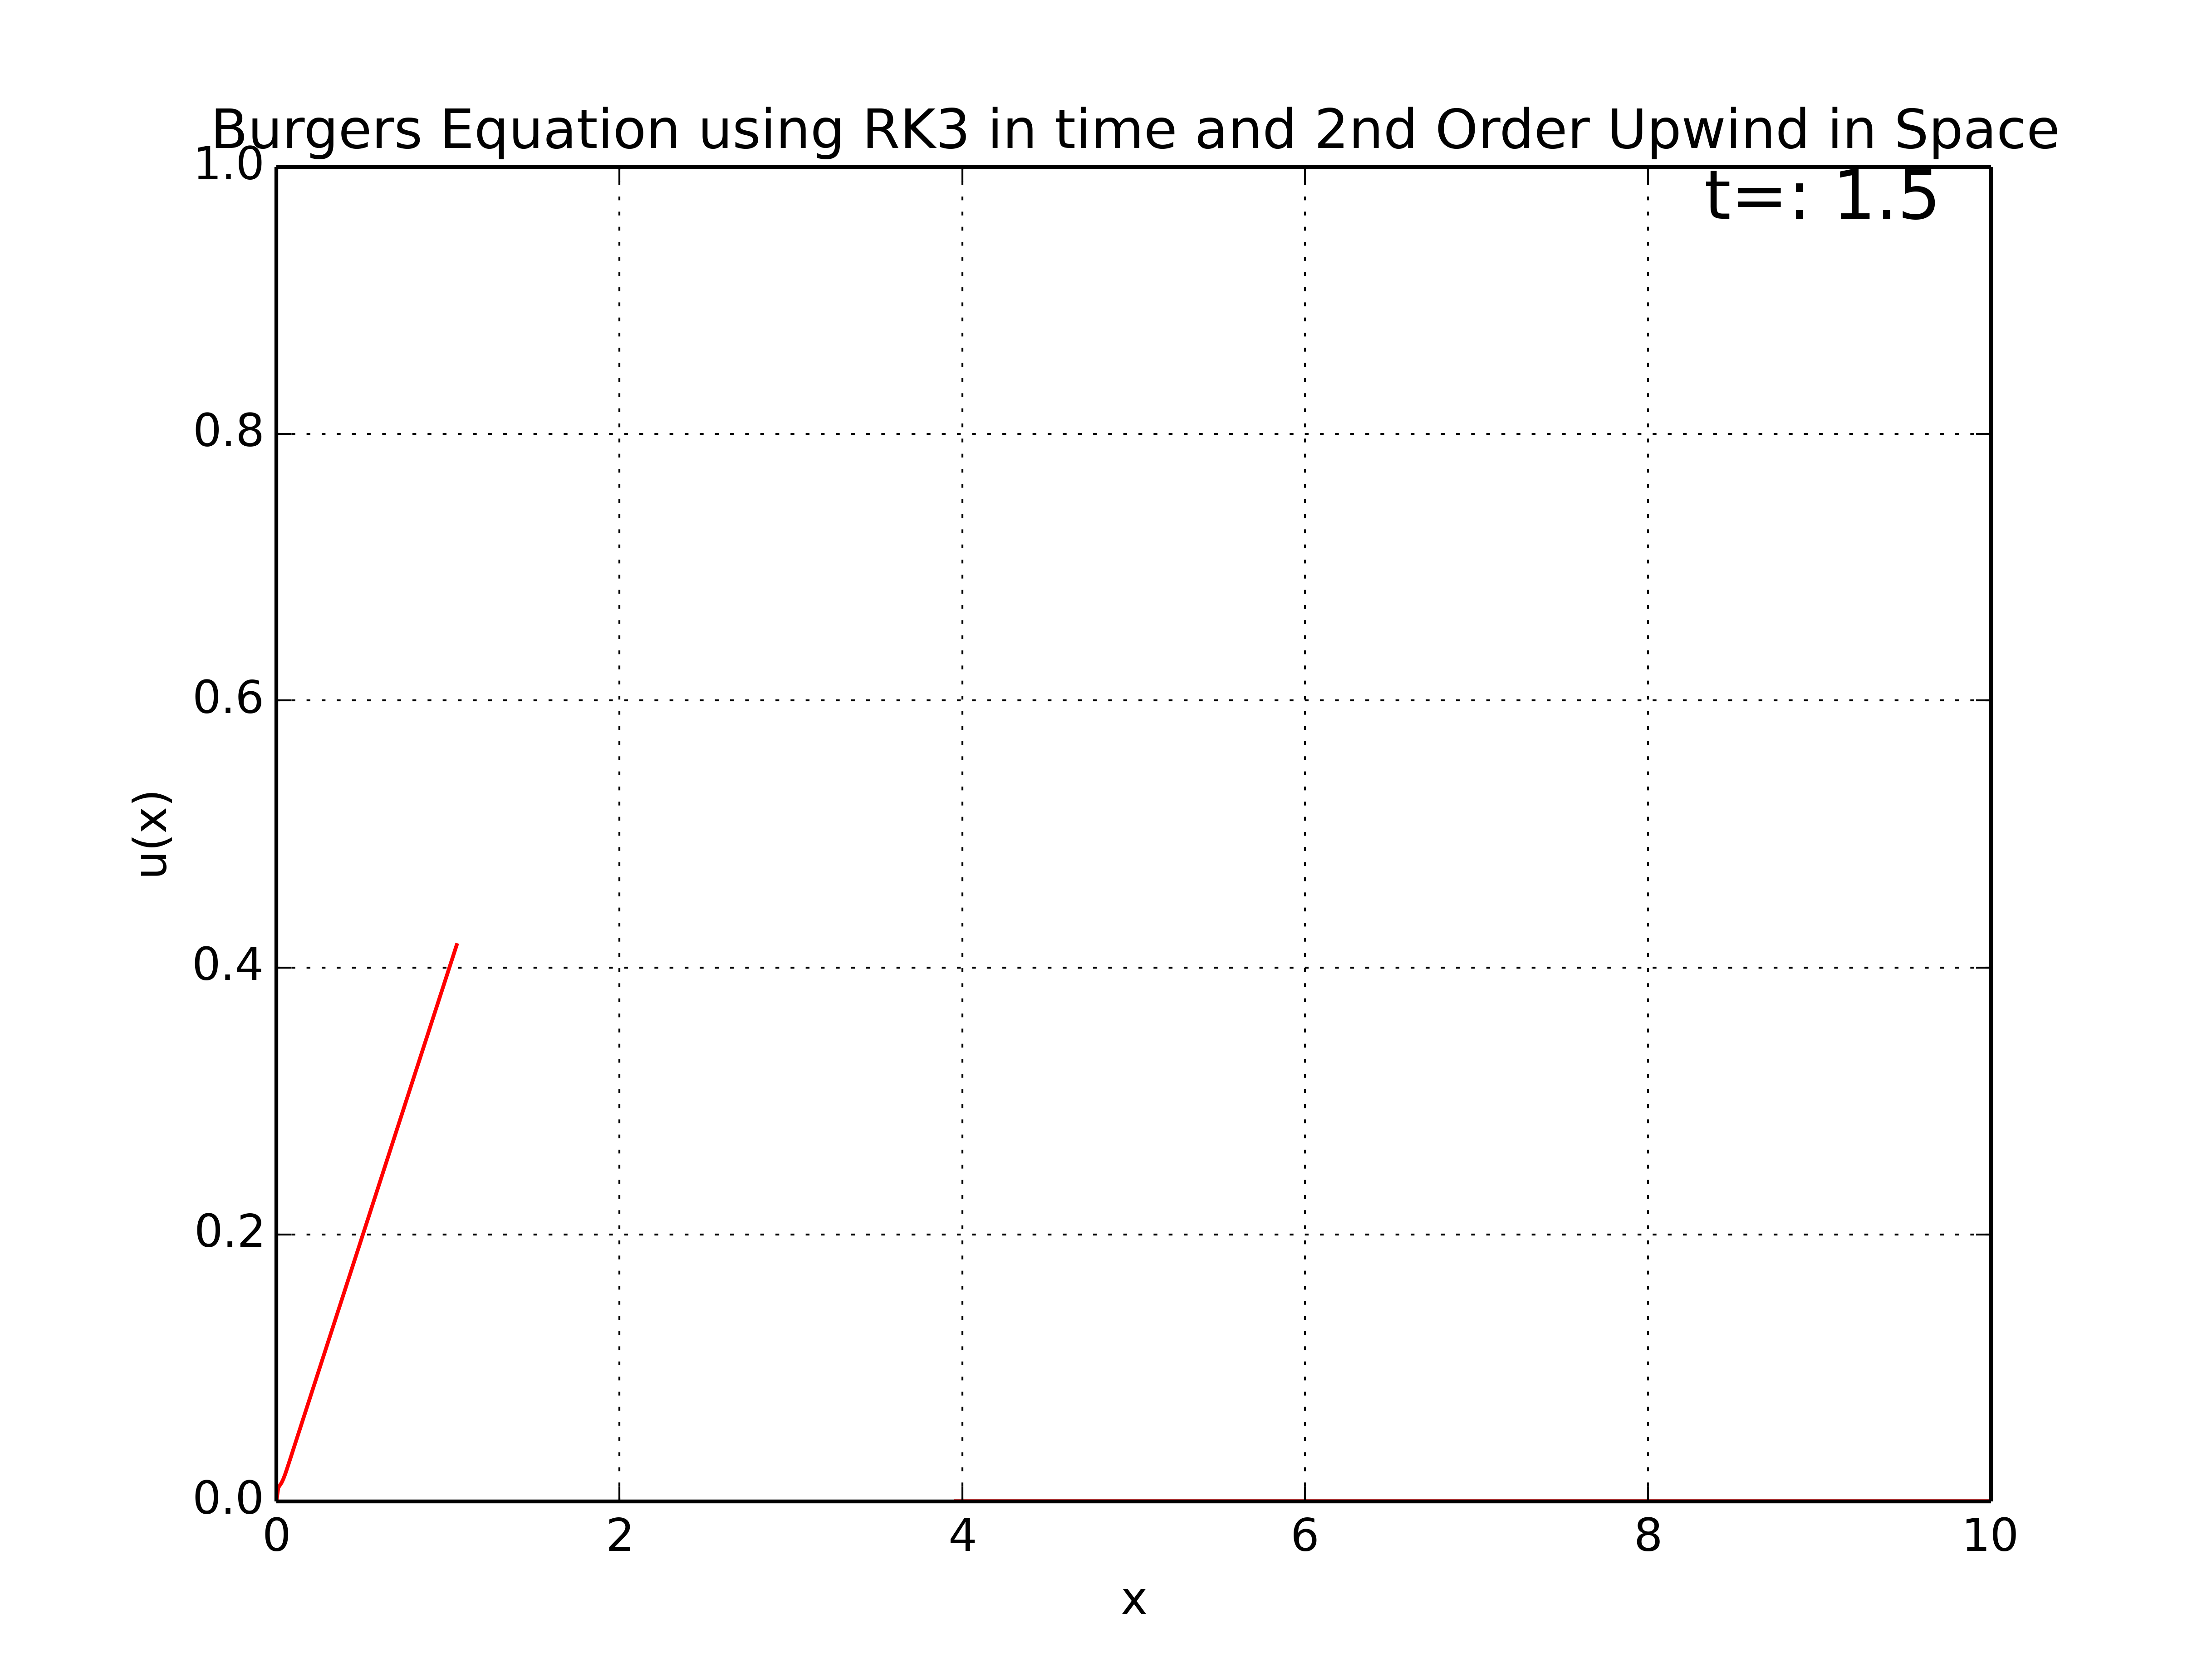 Burgers Equation using RK3 in time and 2nd Order Upwind in Space
t=: 1.5
1.0
0.8
0.6
0.4
0.2
0.0
u(x)
0 2 4 6 8 10
x